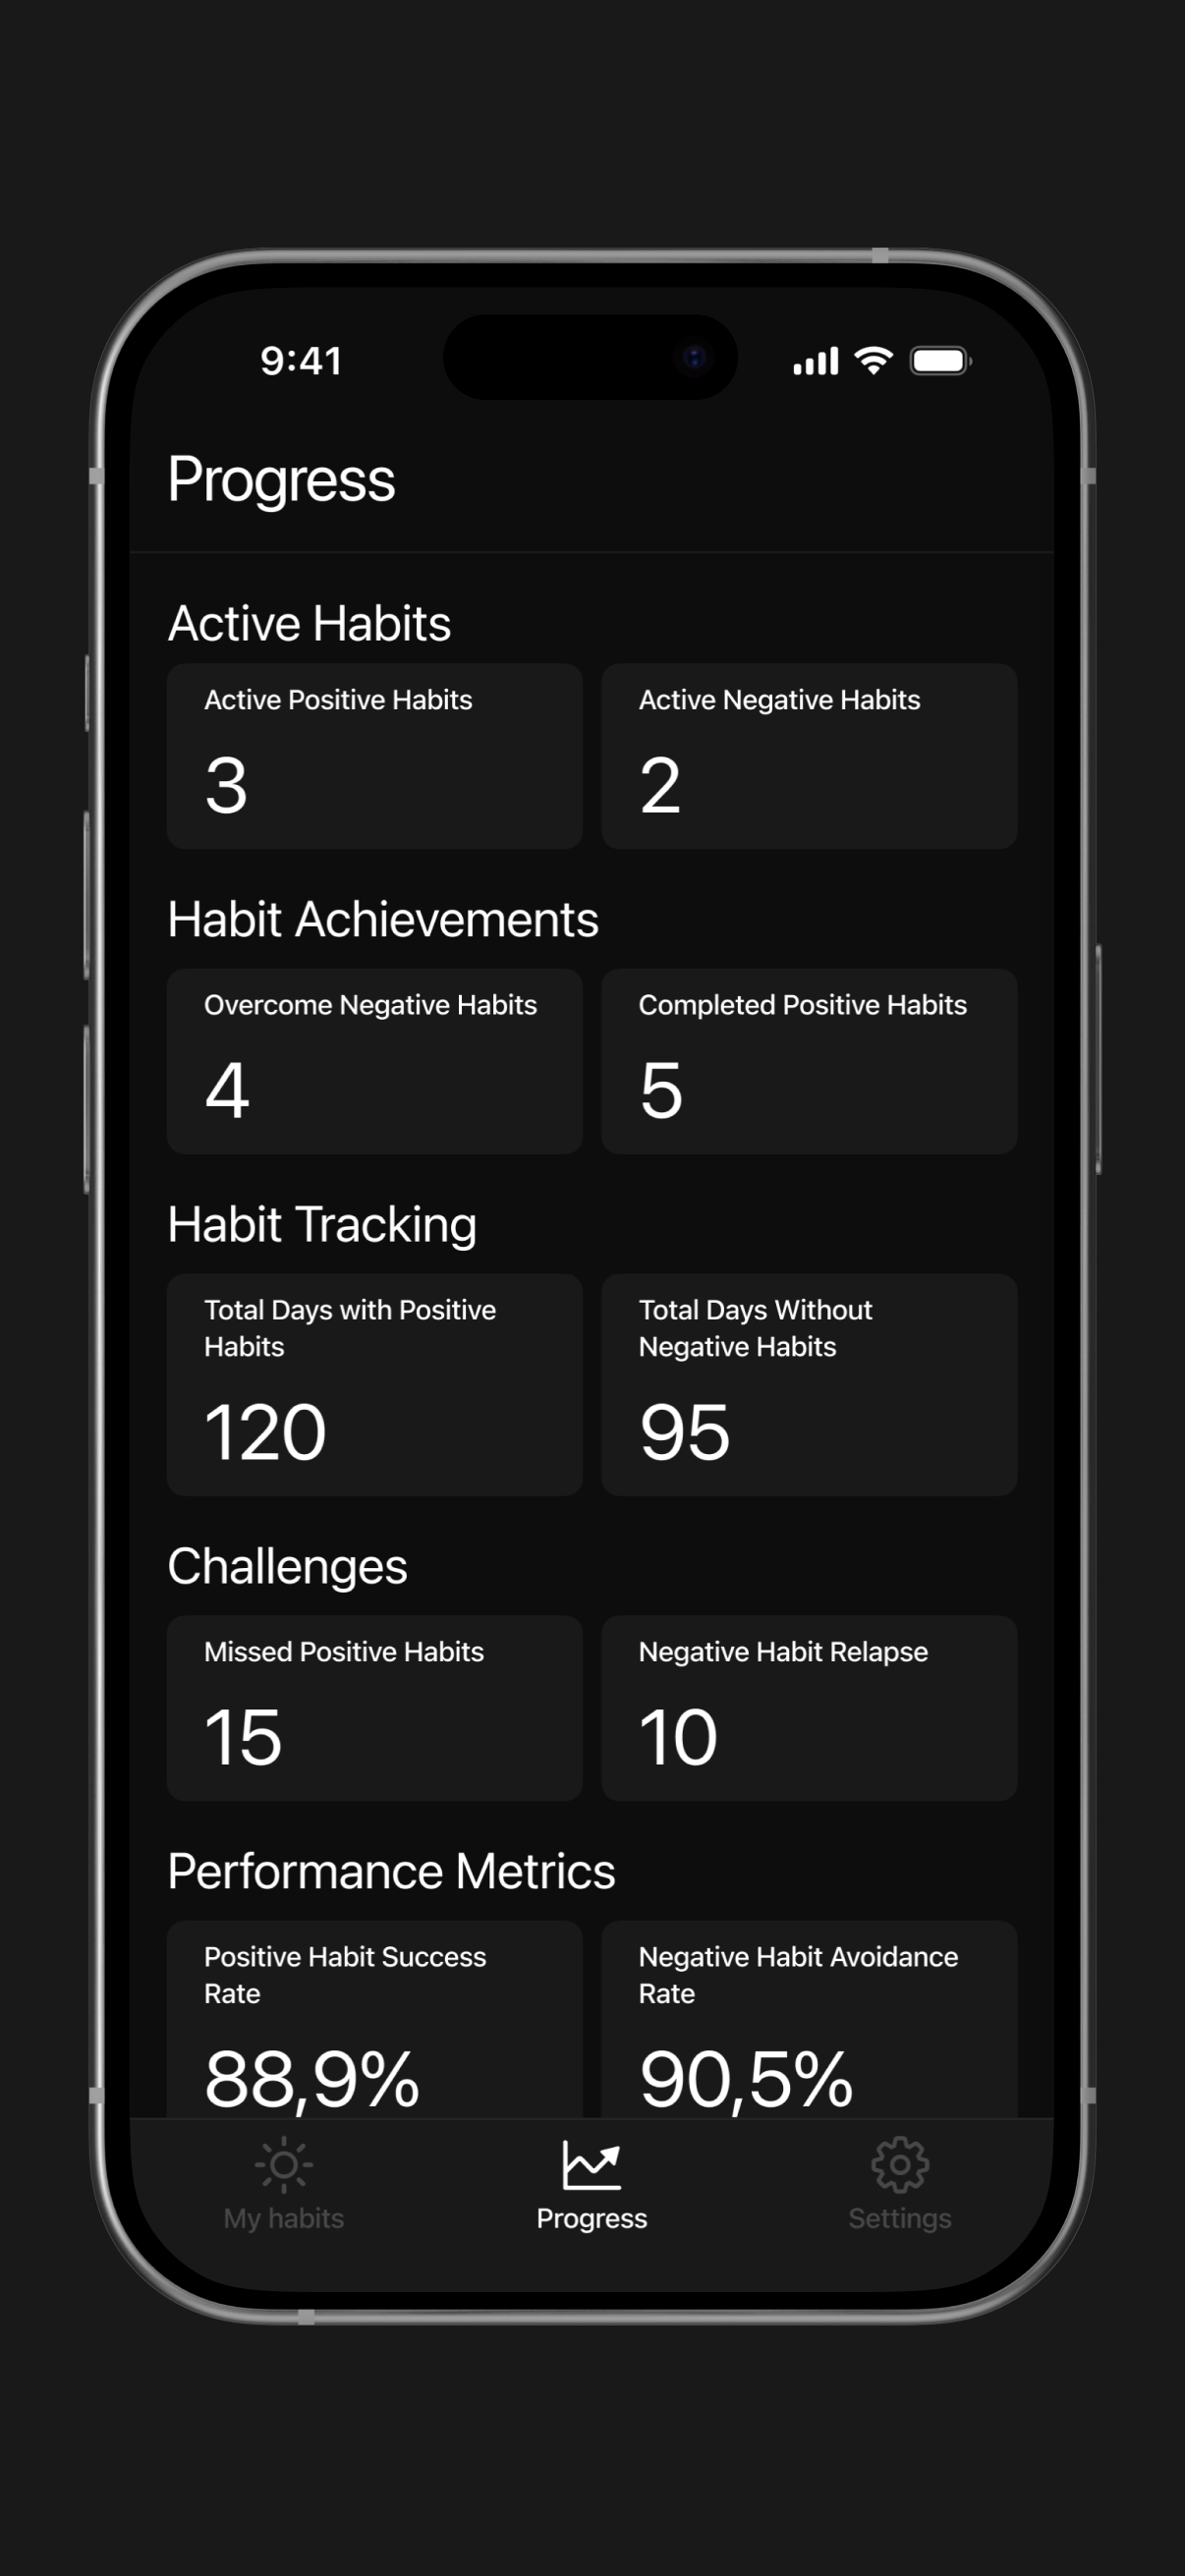 9:41
Progress
Active Habits
Active Positive Habits
3
Active Negative Habits
2
Habit Achievements
Overcome Negative Habits
4
Completed Positive Habits
5
Habit Tracking
Total Days with Positive
Habits
120
Total Days Without
Negative Habits
95
Challenges
Missed Positive Habits
15
Negative Habit Relapse
10
Performance Metrics
Positive Habit Success
Rate
88,9%
Negative Habit Avoidance
Rate
90,5%
My habits
Progress
Settings